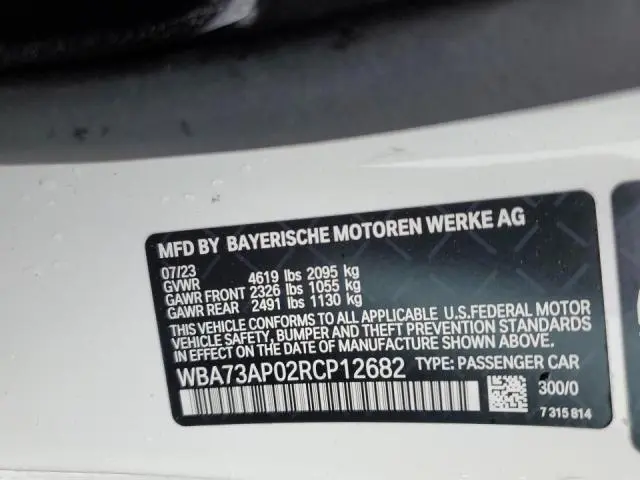 MFD BY BAYERISCHE MOTOREN WERKE AG
07/23
GVWR 4619 lbs 2095 kg
GAWR FRONT 2326 lbs 1055 kg
GAWR REAR 2491 lbs 1130 kg
THIS VEHICLE CONFORMS TO ALL APPLICABLE U.S.FEDERAL MOTOR
VEHICLE SAFETY, BUMPER AND THEFT PREVENTION STANDARDS
IN EFFECT ON THE DATE OF MANUFACTURE SHOWN ABOVE.
WBA73AP02RCP12682 TYPE: PASSENGER CAR
300/0
7 315 814